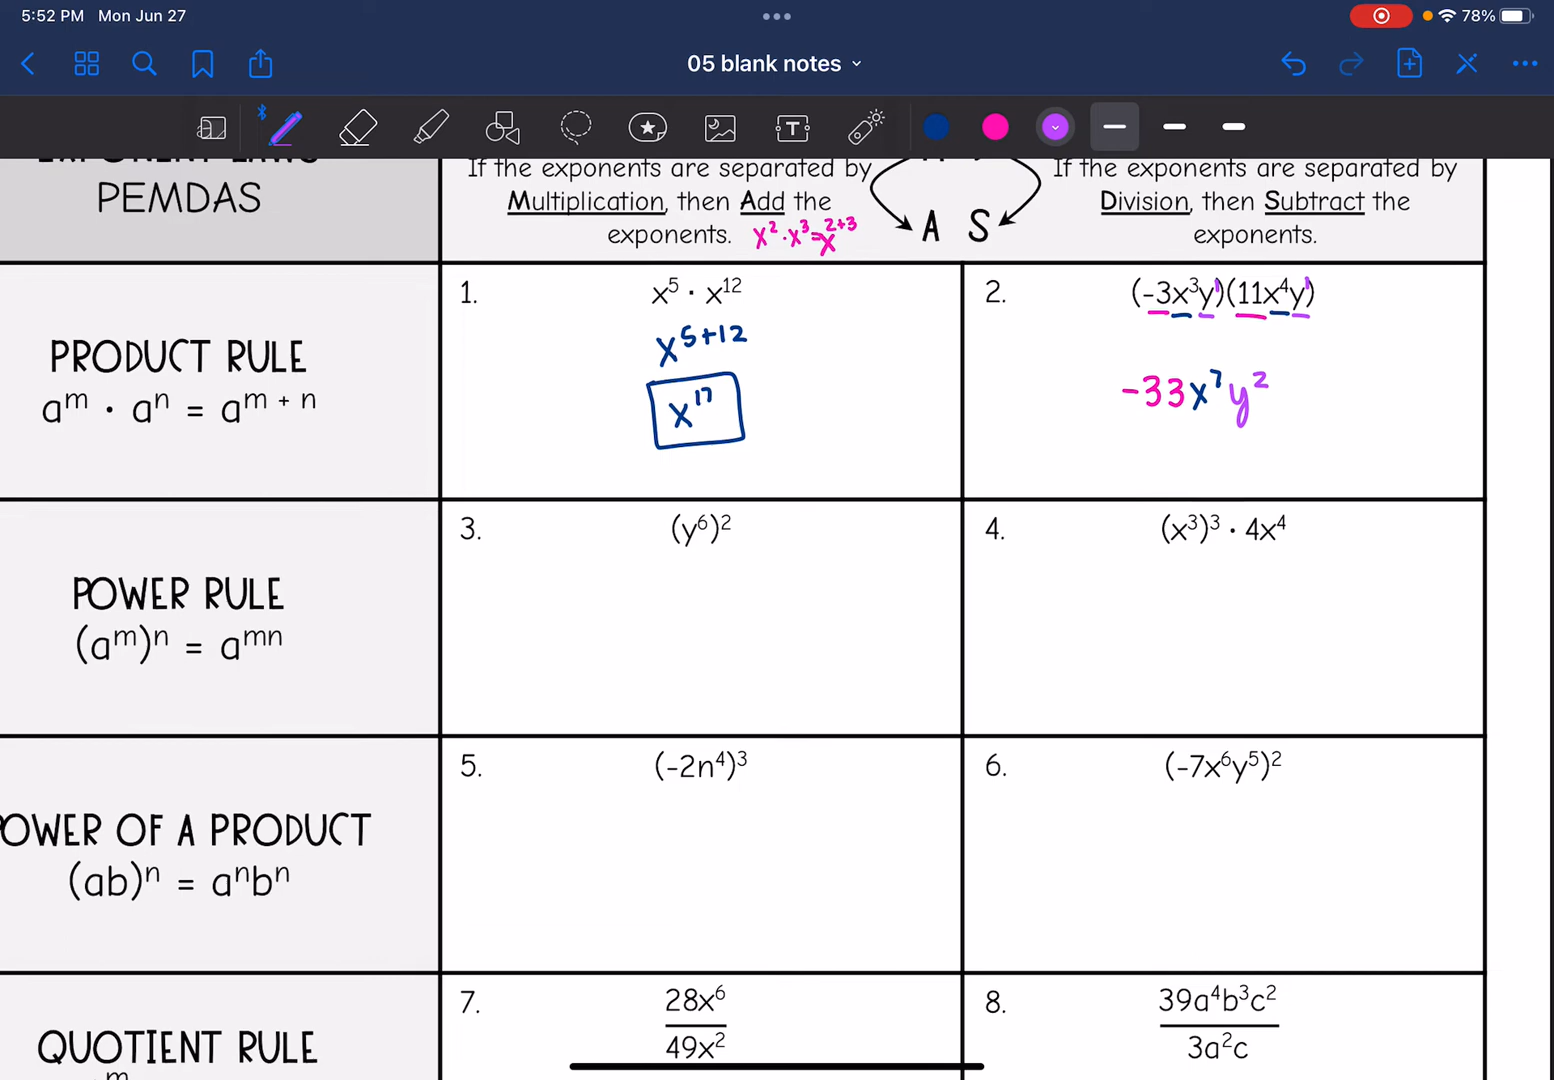 5:52 PM Mon Jun 27
78%
05 blank notes
EXPONENT LAWS
PEMDAS
If the exponents are separated by
Multiplication, then Add the
exponents. x² · x³ = x²⁺³
A S
If the exponents are separated by
Division, then Subtract the
exponents.
PRODUCT RULE
aᵐ · aⁿ = aᵐ ⁺ ⁿ
1. x⁵ · x¹²
x⁵⁺¹²
x¹⁷
2. (-3x³y¹)(11x⁴y¹)
-33x⁷y²
POWER RULE
(aᵐ)ⁿ = aᵐⁿ
3. (y⁶)²
4. (x³)³ · 4x⁴
OWER OF A PRODUCT
(ab)ⁿ = aⁿbⁿ
5. (-2n⁴)³
6. (-7x⁶y⁵)²
QUOTIENT RULE
m
7. 28x⁶
49x²
8. 39a⁴b³c²
3a²c